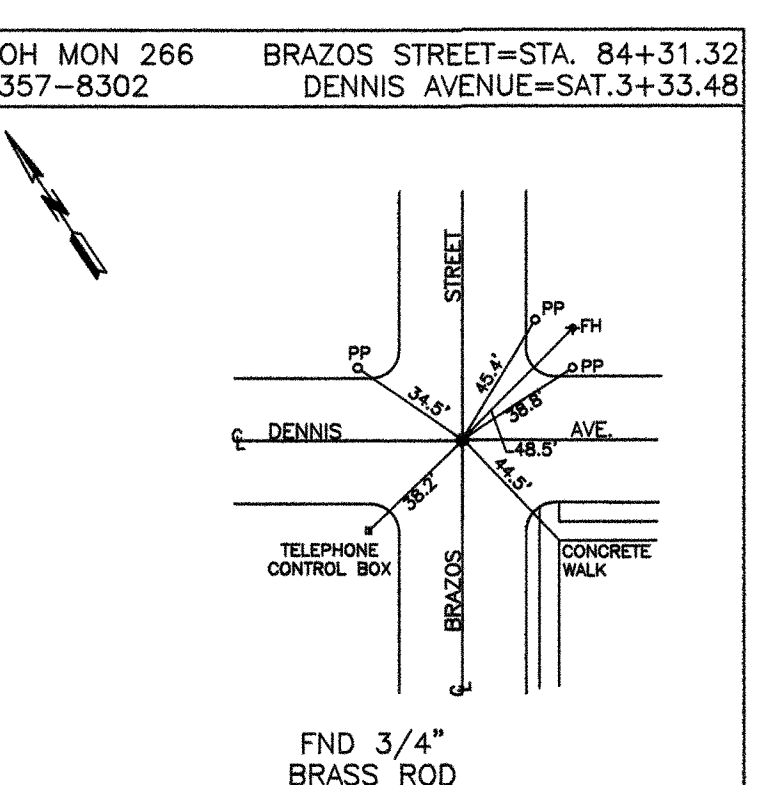 OH MON 266 BRAZOS STREET=STA. 84+31.32
357-8302 DENNIS AVENUE=SAT.3+33.48
N
STREET
PP
FH
PP
PP
45.4'
34.5'
38.8'
℄ DENNIS
AVE.
48.5'
44.5'
38.2'
TELEPHONE
CONTROL BOX
CONCRETE
WALK
BRAZOS
℄
FND 3/4"
BRASS ROD